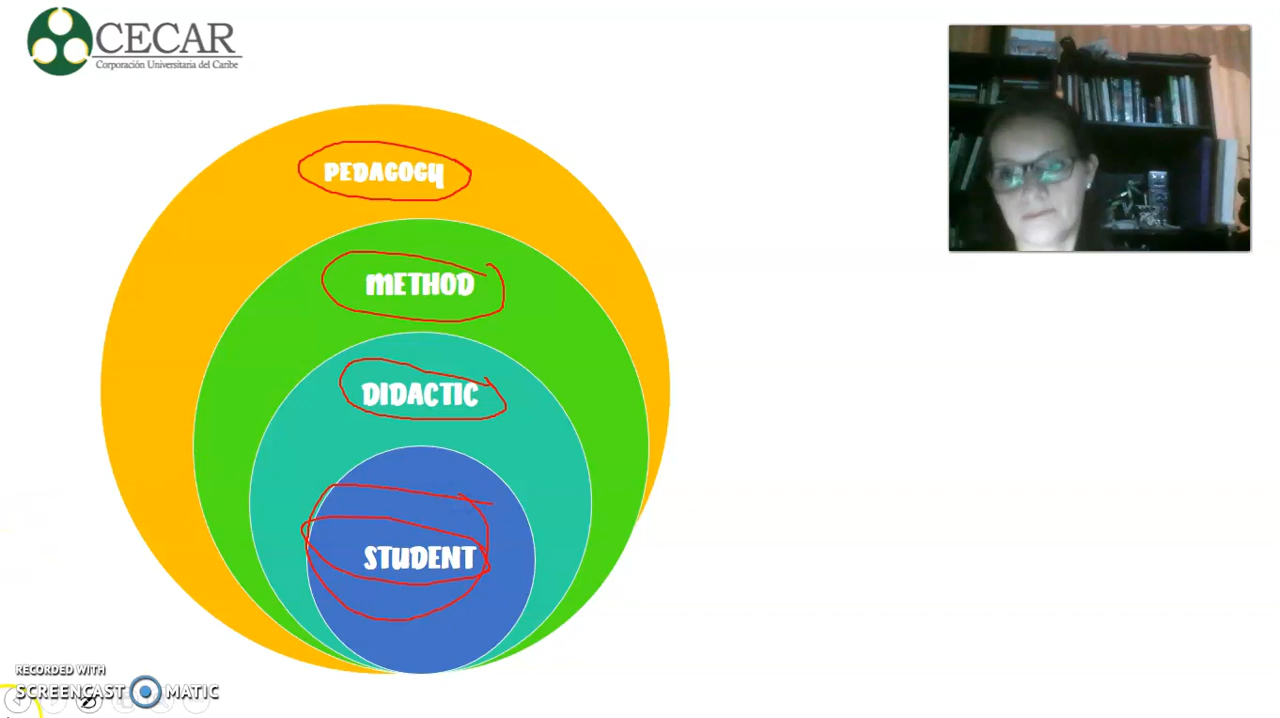 CECAR
Corporación Universitaria del Caribe
PEDAGOGY
METHOD
DIDACTIC
STUDENT
RECORDED WITH
SCREENCAST MATIC